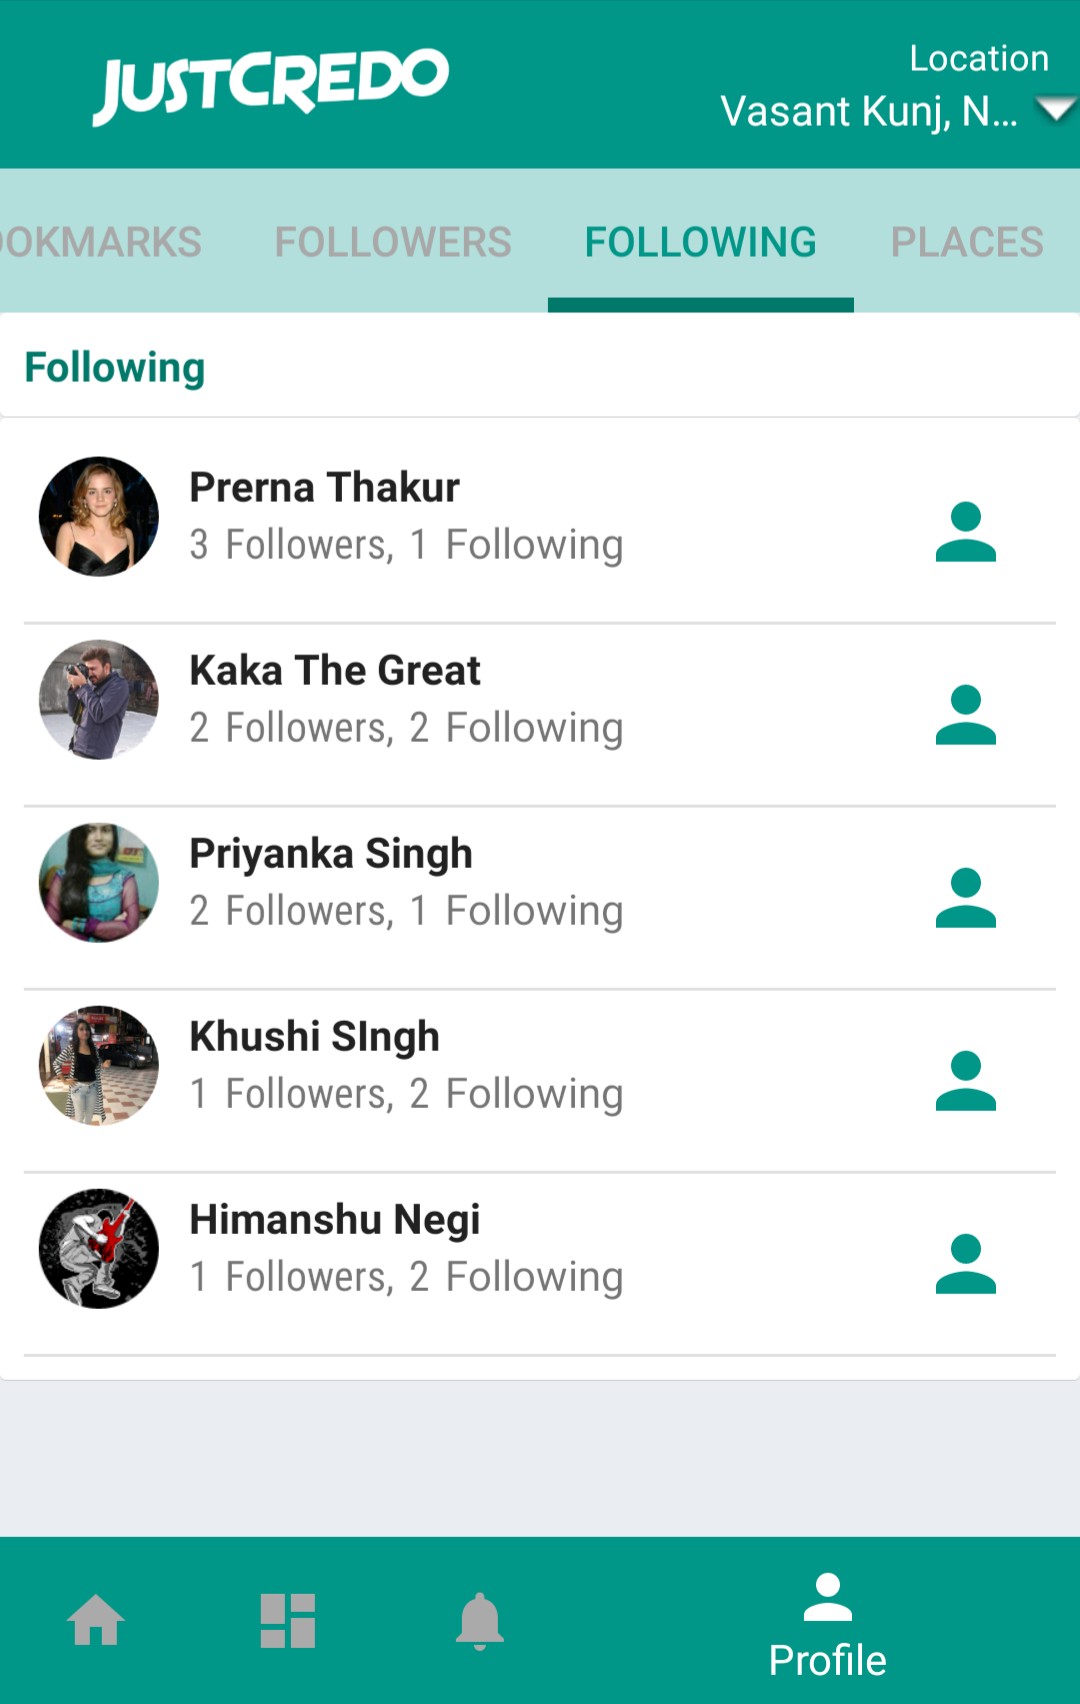 JUSTCREDO
Location
Vasant Kunj, N...
OOKMARKS FOLLOWERS FOLLOWING PLACES
Following
Prerna Thakur
3 Followers, 1 Following
Kaka The Great
2 Followers, 2 Following
Priyanka Singh
2 Followers, 1 Following
Khushi SIngh
1 Followers, 2 Following
Himanshu Negi
1 Followers, 2 Following
Profile